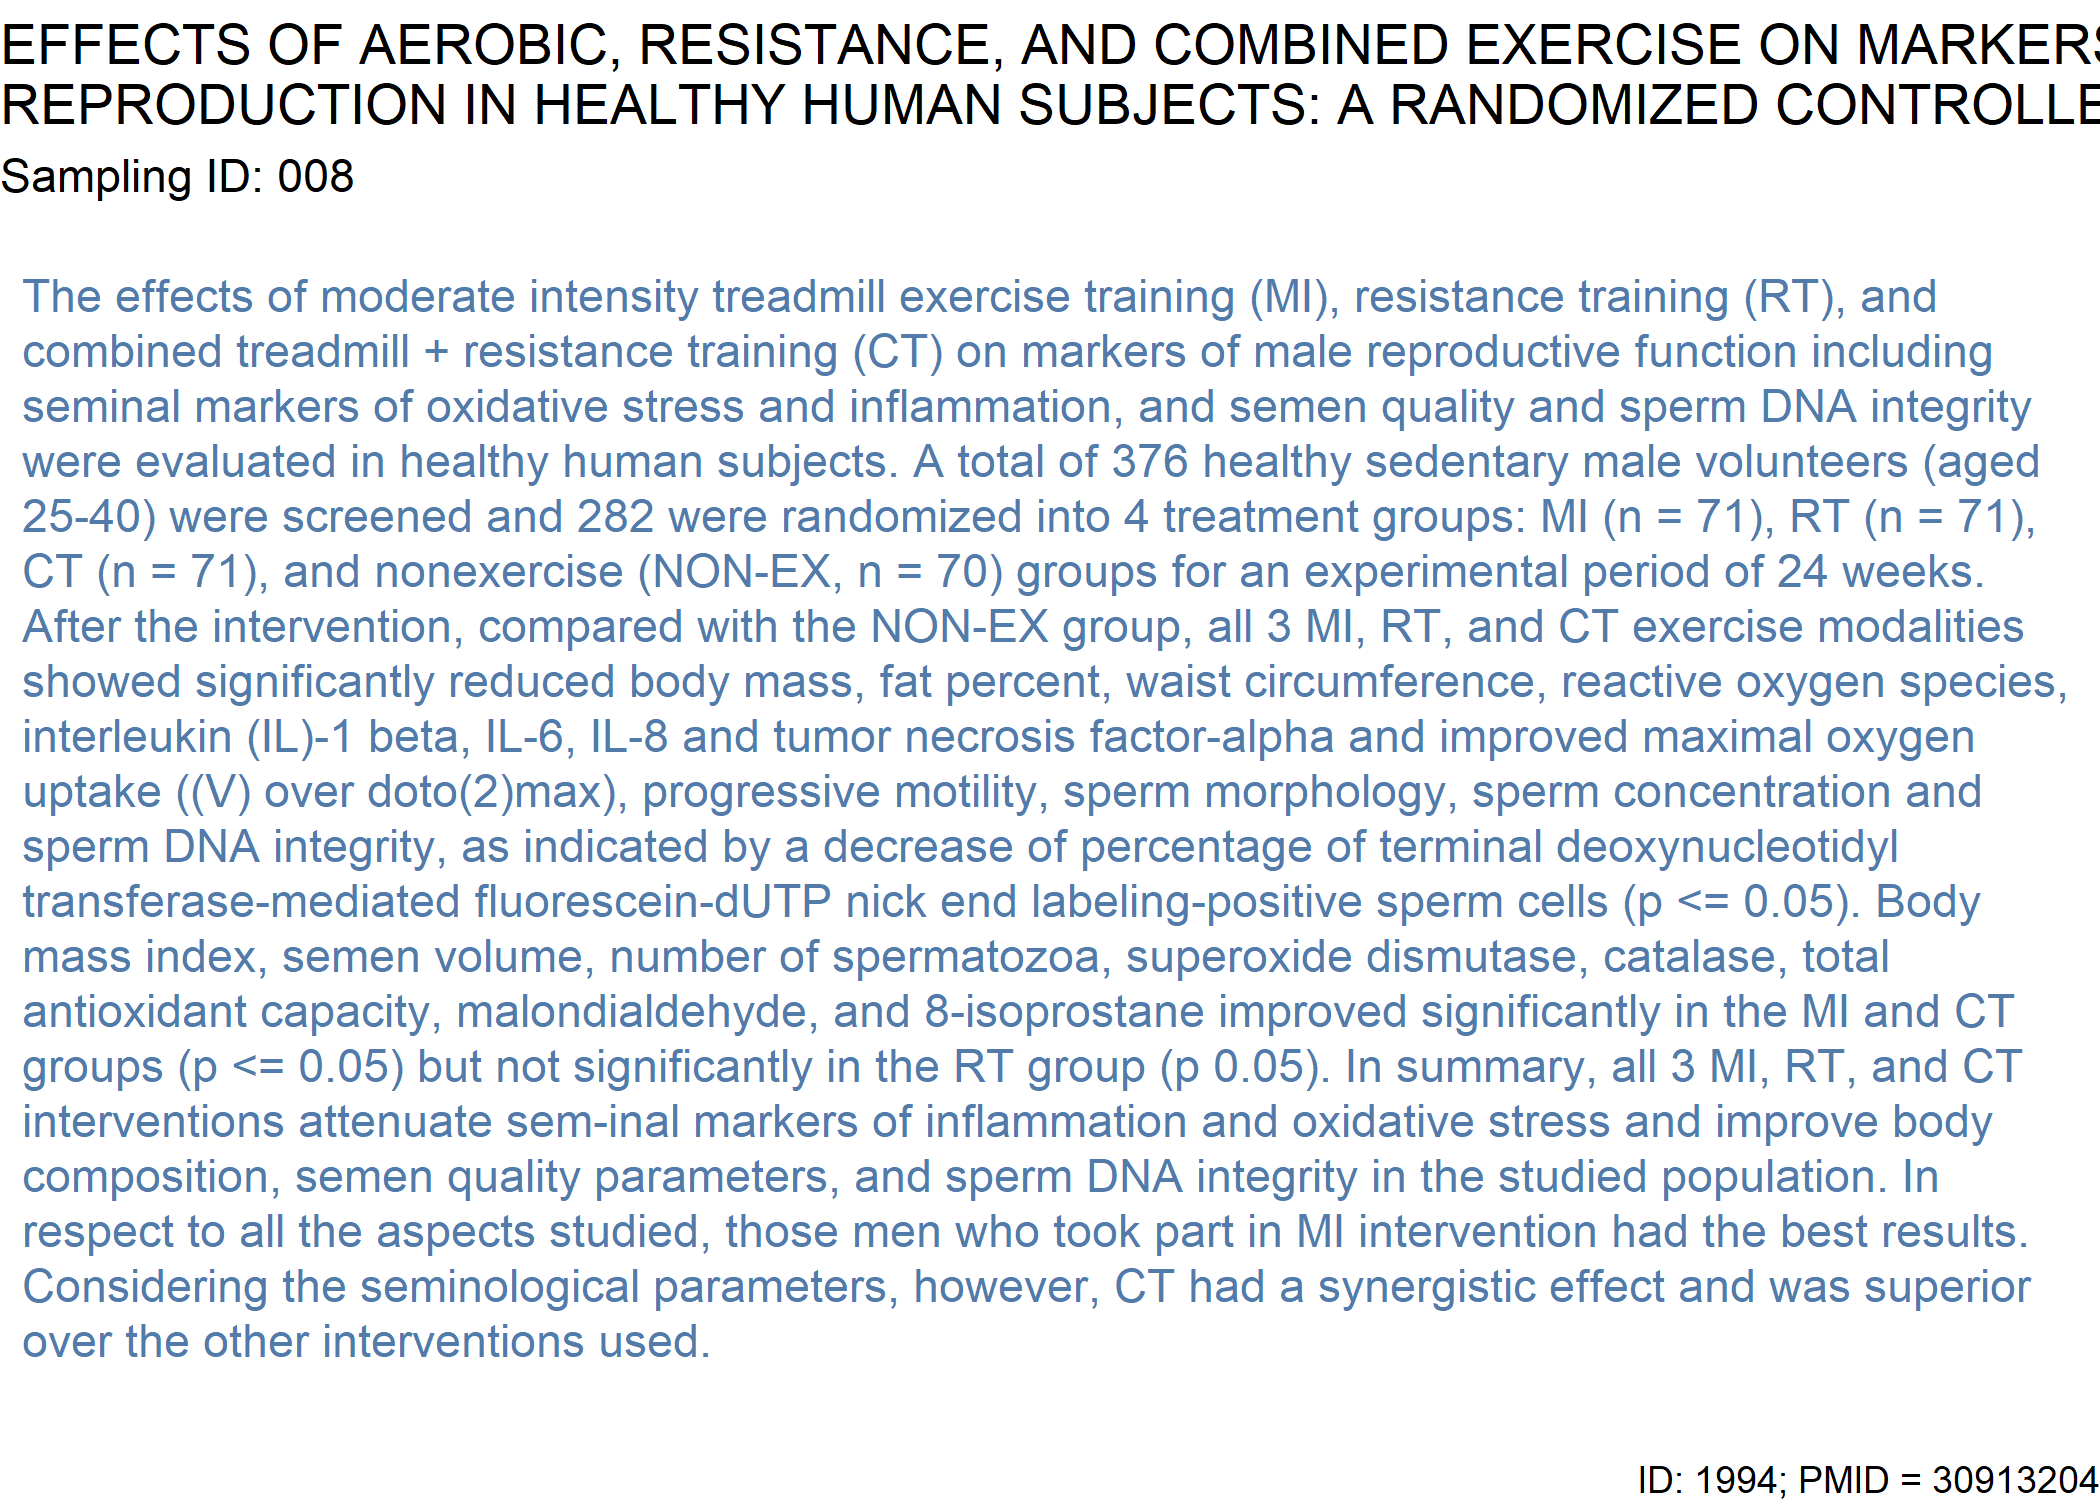 EFFECTS OF AEROBIC, RESISTANCE, AND COMBINED EXERCISE ON MARKERS
REPRODUCTION IN HEALTHY HUMAN SUBJECTS: A RANDOMIZED CONTROLLE
Sampling ID: 008
The effects of moderate intensity treadmill exercise training (MI), resistance training (RT), and
combined treadmill + resistance training (CT) on markers of male reproductive function including
seminal markers of oxidative stress and inflammation, and semen quality and sperm DNA integrity
were evaluated in healthy human subjects. A total of 376 healthy sedentary male volunteers (aged
25-40) were screened and 282 were randomized into 4 treatment groups: MI (n = 71), RT (n = 71),
CT (n = 71), and nonexercise (NON-EX, n = 70) groups for an experimental period of 24 weeks.
After the intervention, compared with the NON-EX group, all 3 MI, RT, and CT exercise modalities
showed significantly reduced body mass, fat percent, waist circumference, reactive oxygen species,
interleukin (IL)-1 beta, IL-6, IL-8 and tumor necrosis factor-alpha and improved maximal oxygen
uptake ((V) over doto(2)max), progressive motility, sperm morphology, sperm concentration and
sperm DNA integrity, as indicated by a decrease of percentage of terminal deoxynucleotidyl
transferase-mediated fluorescein-dUTP nick end labeling-positive sperm cells (p <= 0.05). Body
mass index, semen volume, number of spermatozoa, superoxide dismutase, catalase, total
antioxidant capacity, malondialdehyde, and 8-isoprostane improved significantly in the MI and CT
groups (p <= 0.05) but not significantly in the RT group (p 0.05). In summary, all 3 MI, RT, and CT
interventions attenuate sem-inal markers of inflammation and oxidative stress and improve body
composition, semen quality parameters, and sperm DNA integrity in the studied population. In
respect to all the aspects studied, those men who took part in MI intervention had the best results.
Considering the seminological parameters, however, CT had a synergistic effect and was superior
over the other interventions used.
ID: 1994; PMID = 30913204